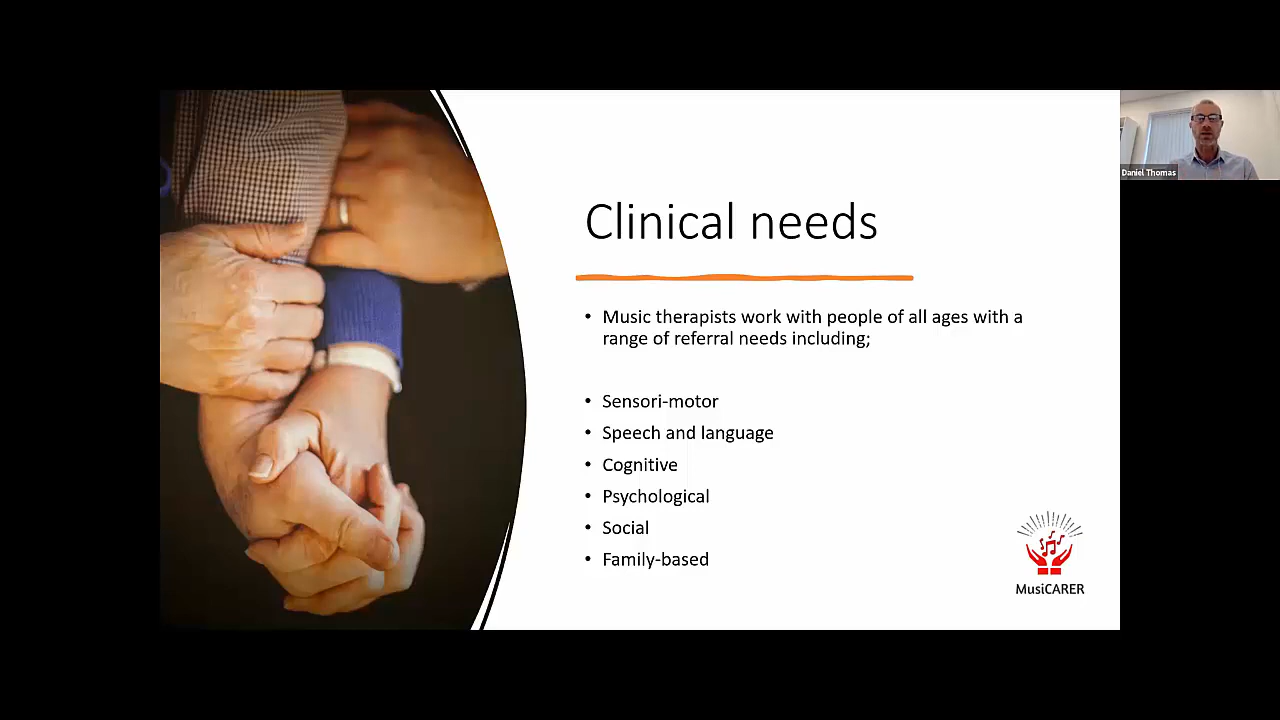 Clinical needs
• Music therapists work with people of all ages with a
range of referral needs including;
• Sensori-motor
• Speech and language
• Cognitive
• Psychological
• Social
• Family-based
MusiCARER
Daniel Thomas